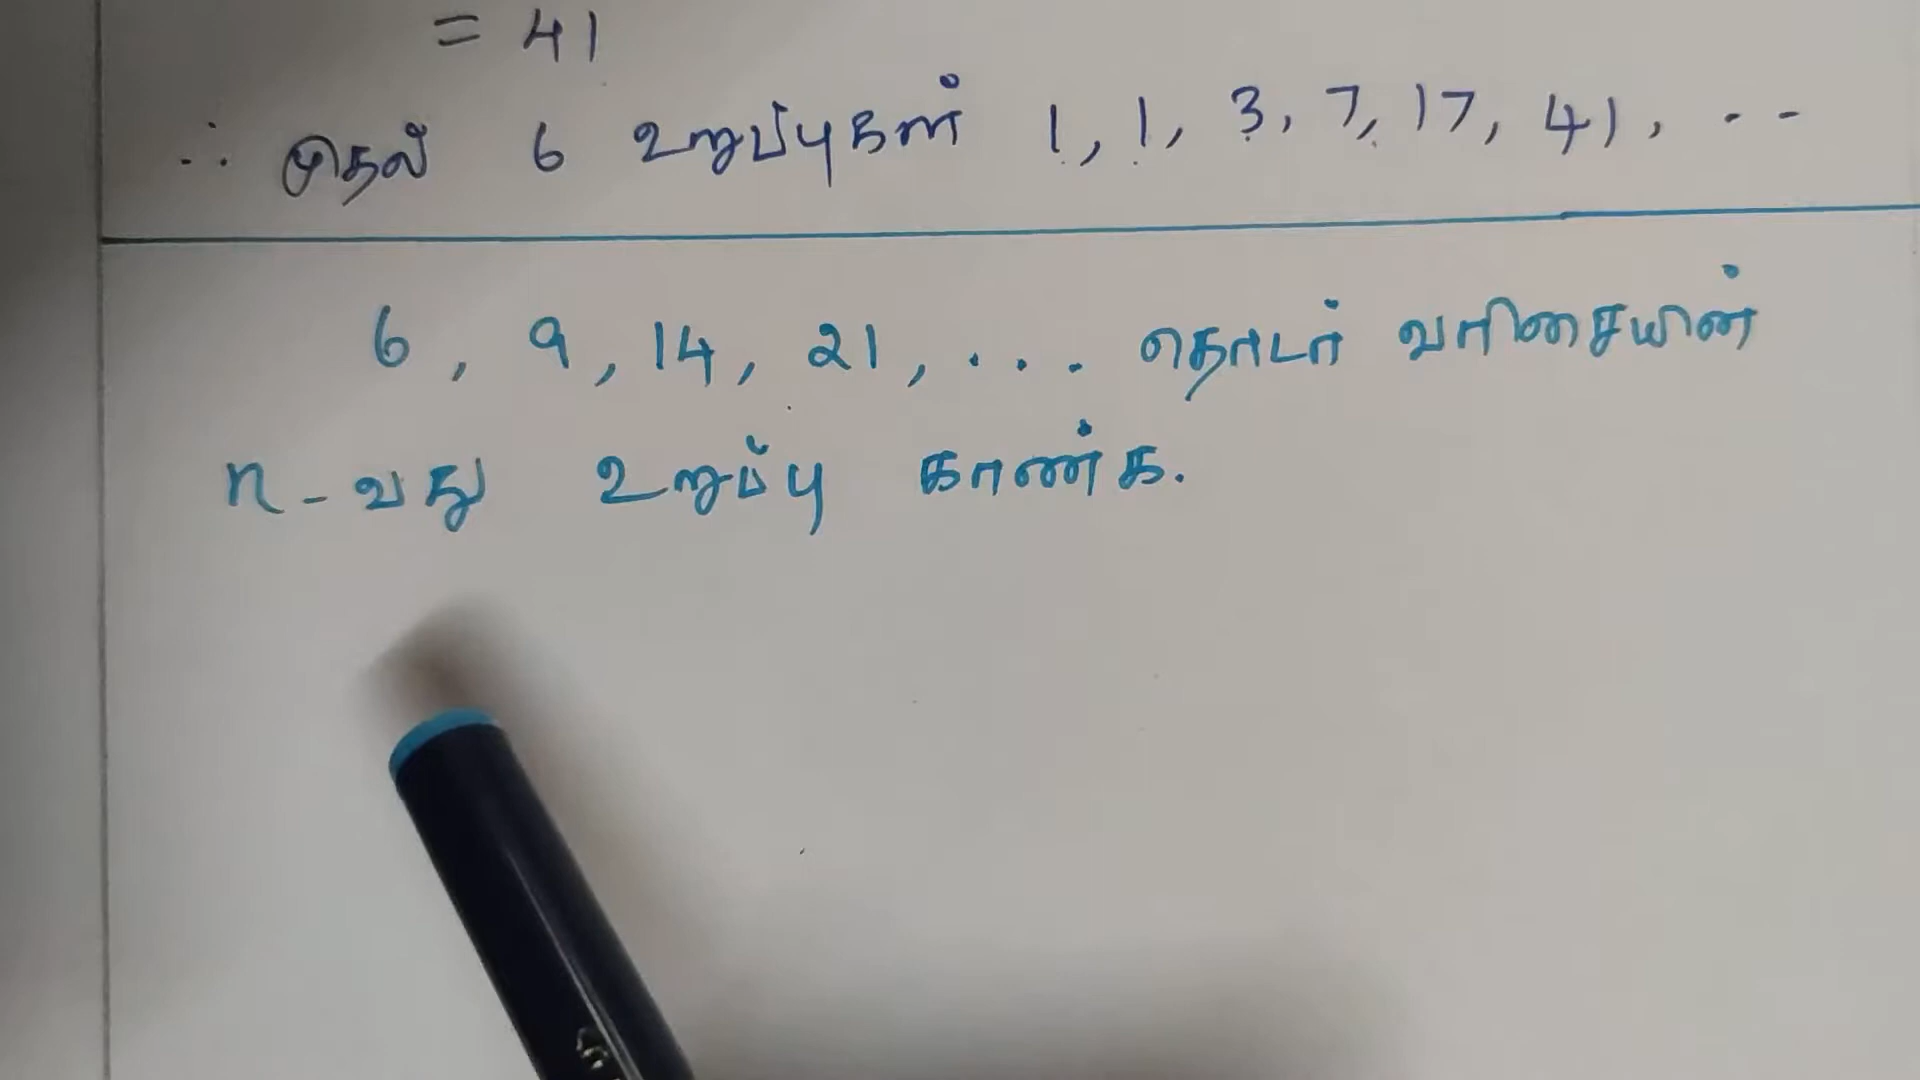 = 41
∴ முதல் 6 உறுப்புகள் 1, 1, 3, 7, 17, 41, . . -
6, 9, 14, 21, . . . தொடர் வரிசையின்
n - வது உறுப்பு காண்க.